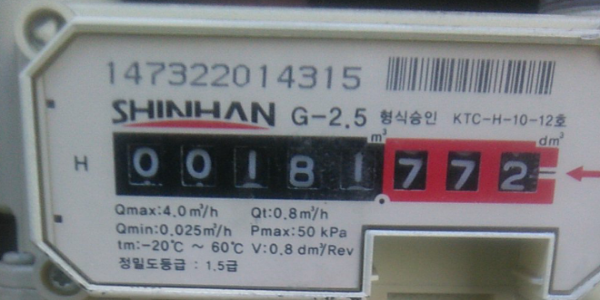 147322014315
SHINHAN G-2.5 형식승인 KTC-H-10-12호
m³ dm³
H 00181772
Qmax:4.0㎥/h Qt:0.8㎥/h
Qmin:0.025㎥/h Pmax:50 kPa
tm:-20℃ ~ 60℃ V:0.8 dm³/Rev
정밀도등급 : 1.5급